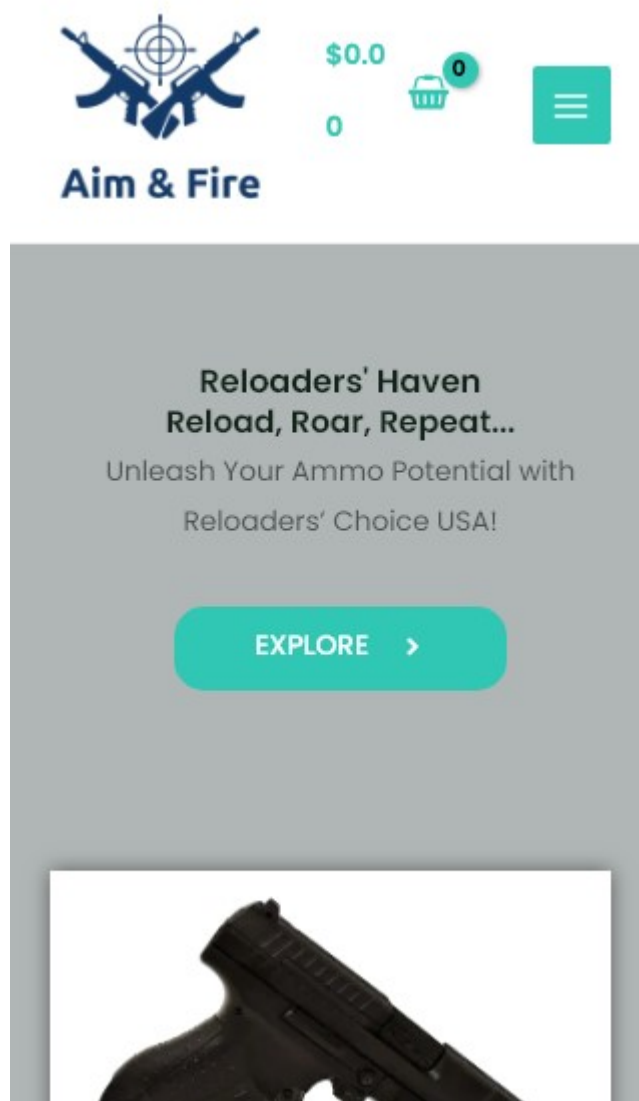 $0.0
0
0
Aim & Fire
Reloaders' Haven
Reload, Roar, Repeat...
Unleash Your Ammo Potential with
Reloaders’ Choice USA!
EXPLORE